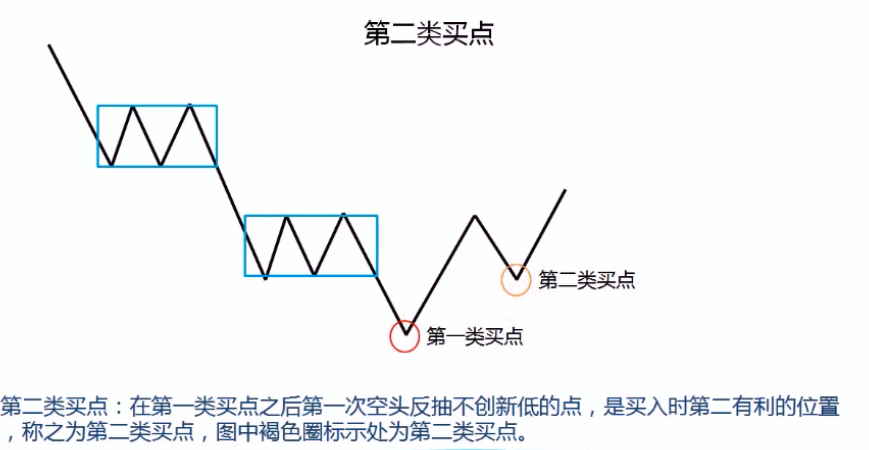 第二类买点
第二类买点
第一类买点
第二类买点：在第一类买点之后第一次空头反抽不创新低的点，是买入时第二有利的位置
，称之为第二类买点，图中褐色圈标示处为第二类买点。